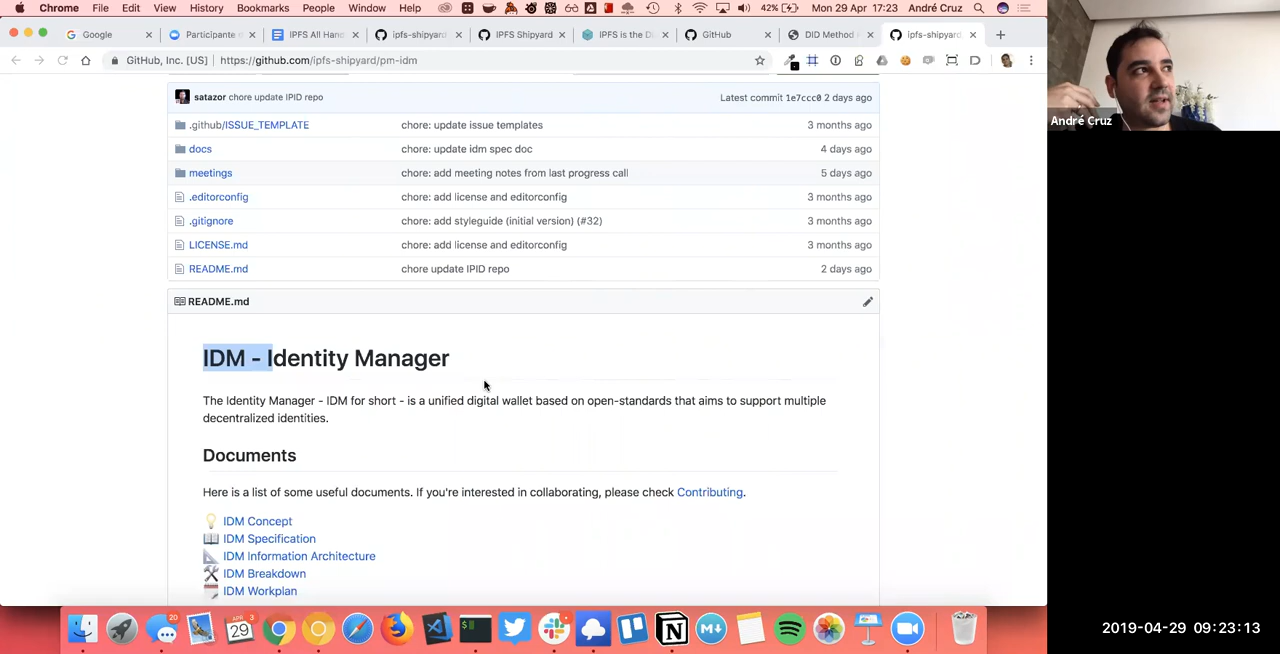 Chrome File Edit View History Bookmarks People Window Help 42% Mon 29 Apr 17:23 André Cruz
Google Participante IPFS All Hand ipfs-shipyard IPFS Shipyard IPFS is the Di GitHub DID Method ipfs-shipyard
GitHub, Inc. [US] https://github.com/ipfs-shipyard/pm-idm
satazor chore update IPID repo Latest commit 1e7ccc0 2 days ago
.github/ISSUE_TEMPLATE chore: update issue templates 3 months ago
docs chore: update idm spec doc 4 days ago
meetings chore: add meeting notes from last progress call 5 days ago
.editorconfig chore: add license and editorconfig 3 months ago
.gitignore chore: add styleguide (initial version) (#32) 3 months ago
LICENSE.md chore: add license and editorconfig 3 months ago
README.md chore update IPID repo 2 days ago
README.md
IDM - Identity Manager
The Identity Manager - IDM for short - is a unified digital wallet based on open-standards that aims to support multiple
decentralized identities.
Documents
Here is a list of some useful documents. If you're interested in collaborating, please check Contributing.
IDM Concept
IDM Specification
IDM Information Architecture
IDM Breakdown
IDM Workplan
20
APR 3
29
André Cruz
2019-04-29 09:23:13